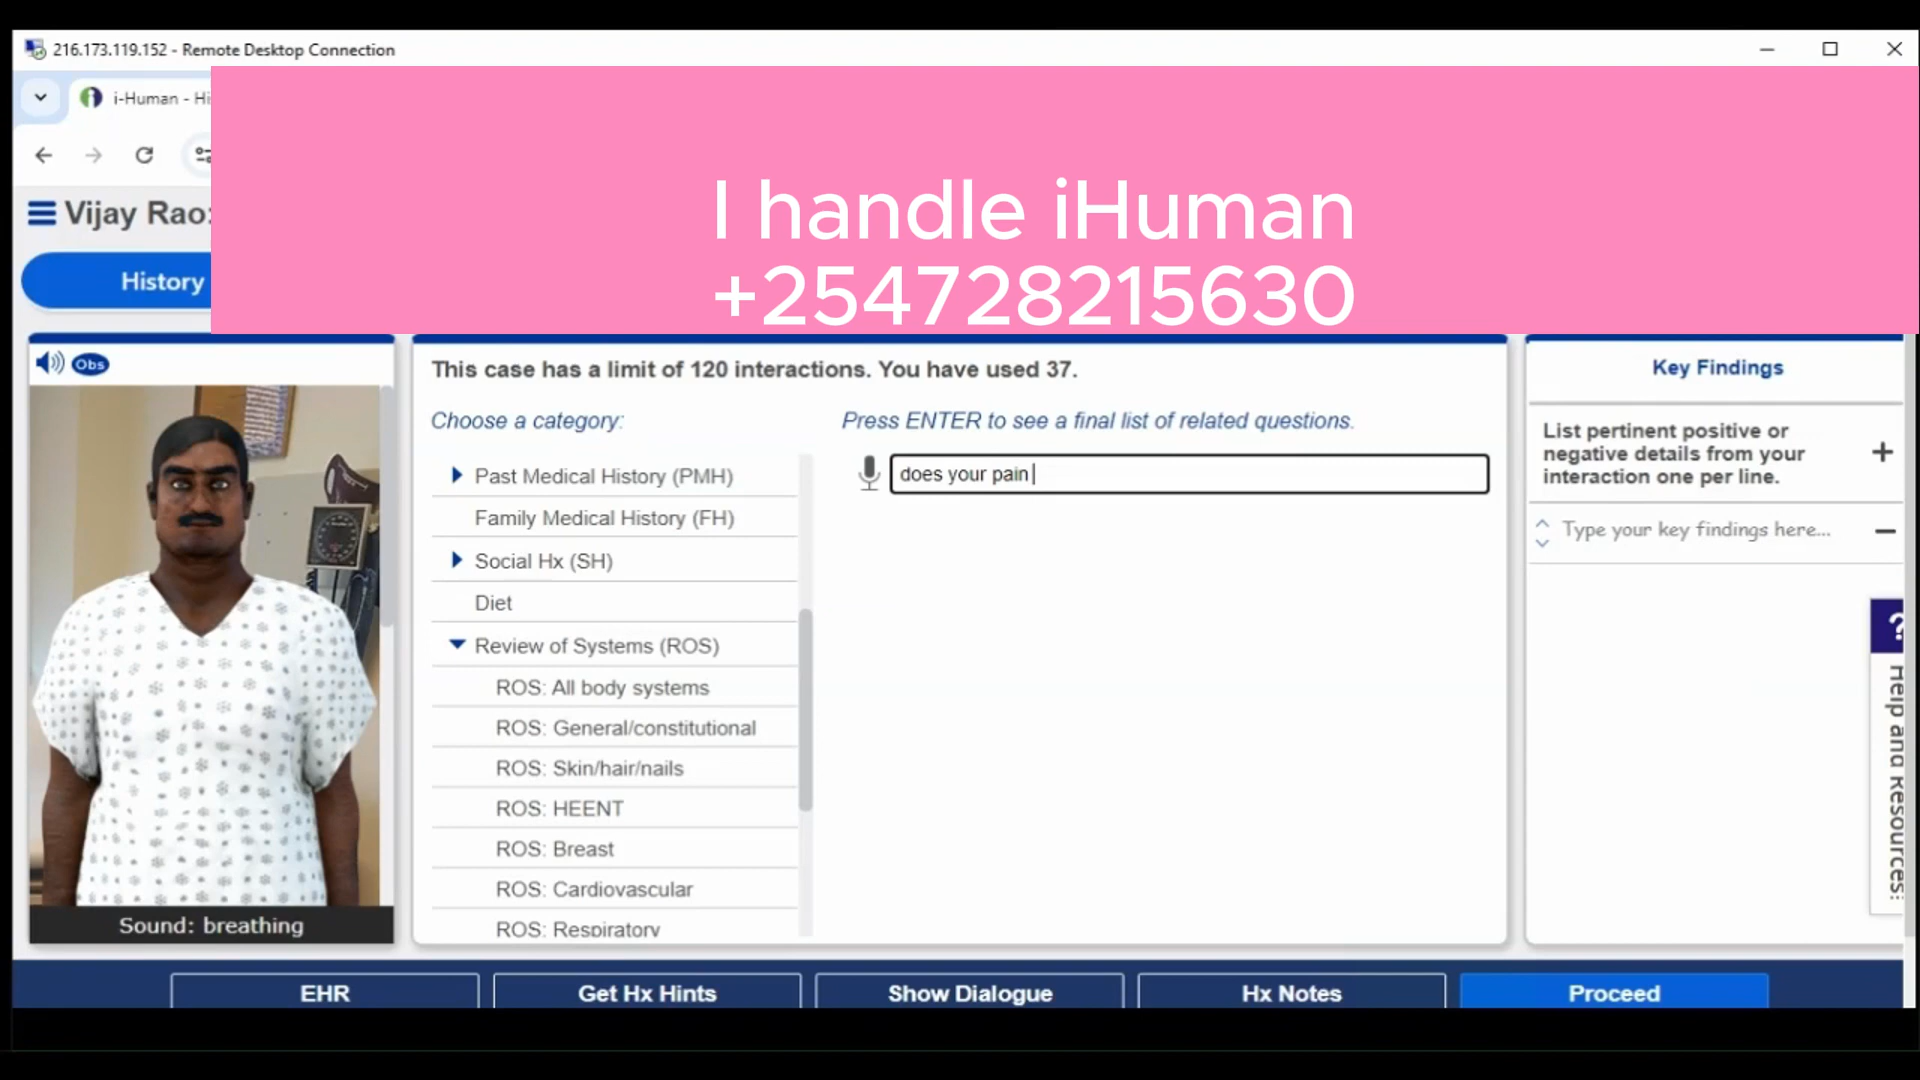 216.173.119.152 - Remote Desktop Connection
i-Human - Hi
I handle iHuman
+254728215630
Vijay Rao:
History
Obs
Sound: breathing
This case has a limit of 120 interactions. You have used 37.
Choose a category:
Past Medical History (PMH)
Family Medical History (FH)
Social Hx (SH)
Diet
Review of Systems (ROS)
ROS: All body systems
ROS: General/constitutional
ROS: Skin/hair/nails
ROS: HEENT
ROS: Breast
ROS: Cardiovascular
ROS: Respiratory
Press ENTER to see a final list of related questions.
does your pain
Key Findings
List pertinent positive or
negative details from your
interaction one per line.
Type your key findings here...
?
Help and Resources:
EHR
Get Hx Hints
Show Dialogue
Hx Notes
Proceed